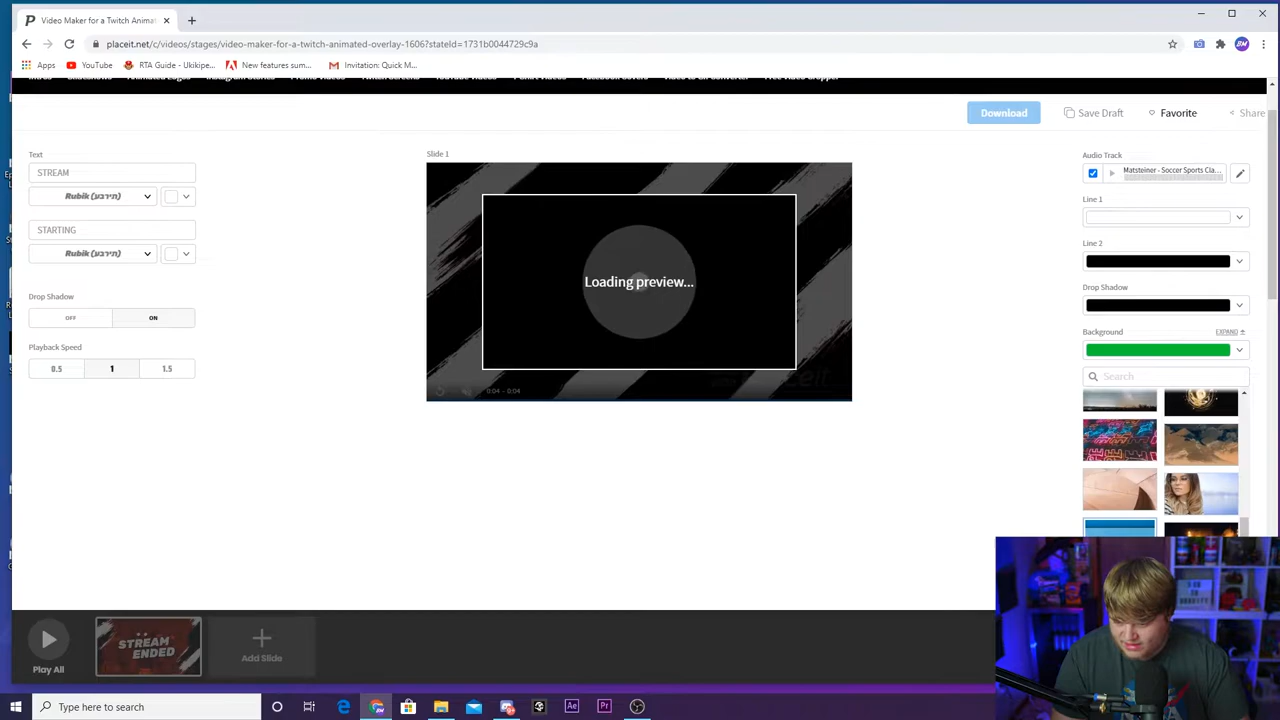 Video Maker for a Twitch Animat
placeit.net/c/videos/stages/video-maker-for-a-twitch-animated-overlay-1606?stateId=1731b0044729c9a
Apps
YouTube
RTA Guide - Ukikipe...
New features sum...
Invitation: Quick M...
Download
Save Draft
Favorite
Share
Text
STREAM
Rubik (עברית)
STARTING
Rubik (עברית)
Drop Shadow
OFF
ON
Playback Speed
0.5
1
1.5
Slide 1
Loading preview...
0:04 - 0:04
Audio Track
Matsteiner - Soccer Sports Cla...
Line 1
Line 2
Drop Shadow
Background
EXPAND
Search
Play All
STREAM
ENDED
Add Slide
Type here to search